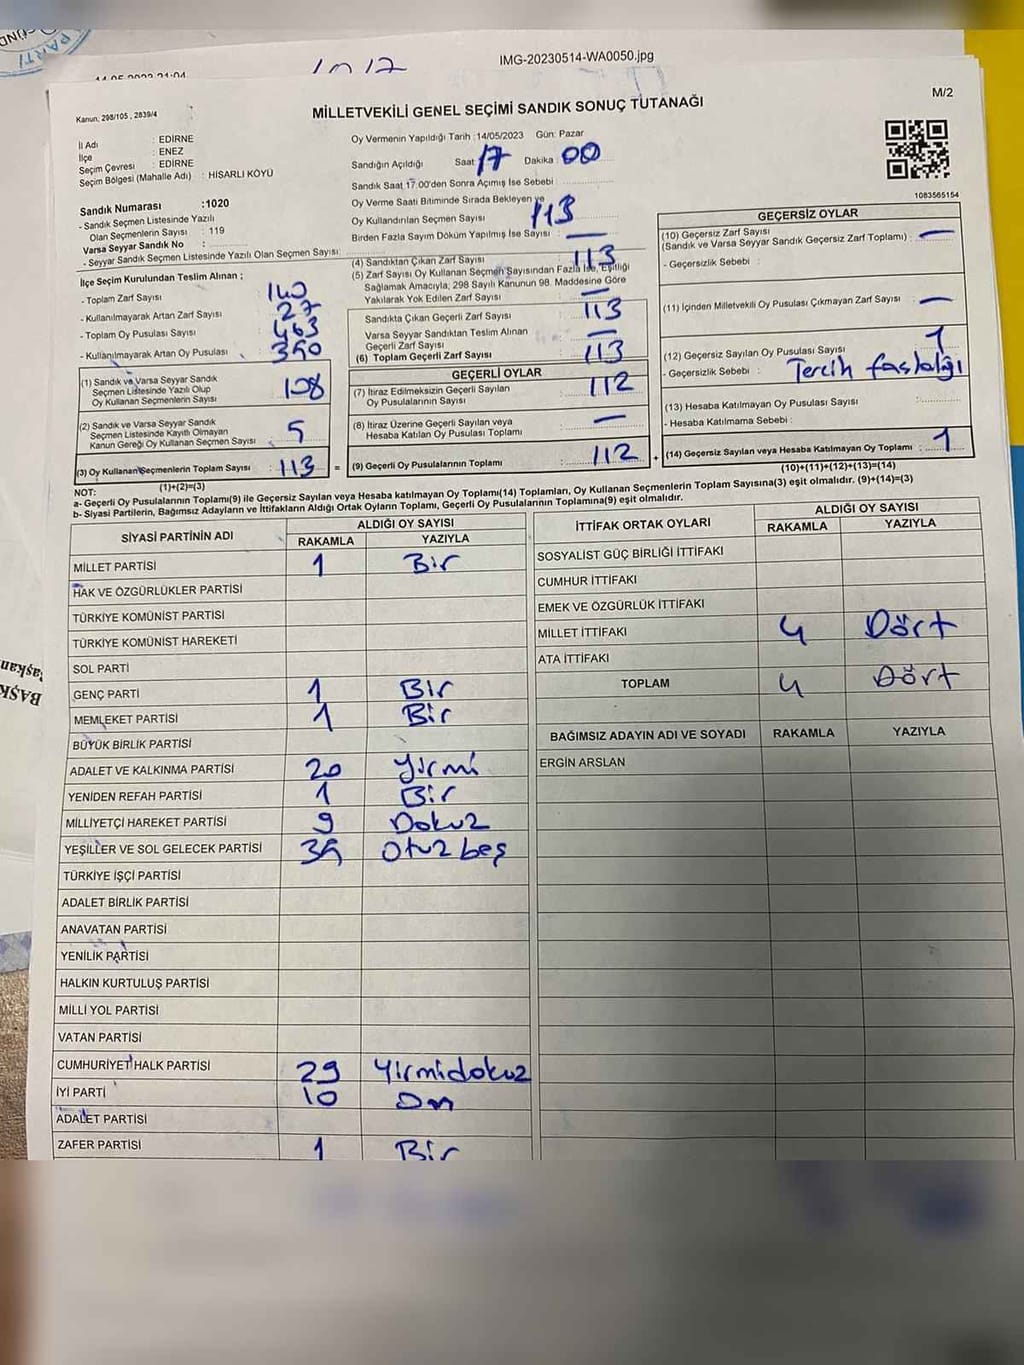 IMG-20230514-WA0050.jpg
14.05.2023 21:04
1017
PARTİ
M/2
Kanun: 298/105 , 2839/4
MİLLETVEKİLİ GENEL SEÇİMİ SANDIK SONUÇ TUTANAĞI
İl Adı : EDİRNE
İlçe : ENEZ
Seçim Çevresi : EDİRNE
Seçim Bölgesi (Mahalle Adı) : HİSARLI KÖYÜ
Oy Vermenin Yapıldığı Tarih : 14/05/2023 Gün: Pazar
Sandığın Açıldığı Saat : 17 Dakika : 00
Sandık Saat 17:00'den Sonra Açımış İse Sebebi :
Oy Verme Saati Bitiminde Sırada Bekleyen ve
Oy Kullandırılan Seçmen Sayısı 113
Birden Fazla Sayım Döküm Yapılmış İse Sayısı : —
1083565154
Sandık Numarası :1020
- Sandık Seçmen Listesinde Yazılı
Olan Seçmenlerin Sayısı : 119
Varsa Seyyar Sandık No :
- Seyyar Sandık Seçmen Listesinde Yazılı Olan Seçmen Sayısı:
İlçe Seçim Kurulundan Teslim Alınan ;
- Toplam Zarf Sayısı : 140
- Kullanılmayarak Artan Zarf Sayısı : 27
- Toplam Oy Pusulası Sayısı : 463
- Kullanılmayarak Artan Oy Pusulası : 350
(1) Sandık ve Varsa Seyyar Sandık
Seçmen Listesinde Yazılı Olup
Oy Kullanan Seçmenlerin Sayısı : 108
(2) Sandık ve Varsa Seyyar Sandık
Seçmen Listesinde Kayıtlı Olmayan
Kanun Gereği Oy Kullanan Seçmen Sayısı : 5
(3) Oy Kullanan Seçmenlerin Toplam Sayısı : 113 =
(1)+(2)=(3)
(4) Sandıktan Çıkan Zarf Sayısı : 113
(5) Zarf Sayısı Oy Kullanan Seçmen Sayısından Fazla İse, Eşitliği
Sağlamak Amacıyla, 298 Sayılı Kanunun 98. Maddesine Göre
Yakılarak Yok Edilen Zarf Sayısı : —
Sandıkta Çıkan Geçerli Zarf Sayısı : 113
Varsa Seyyar Sandıktan Teslim Alınan
Geçerli Zarf Sayısı : —
(6) Toplam Geçerli Zarf Sayısı : 113
GEÇERLİ OYLAR
(7) İtiraz Edilmeksizin Geçerli Sayılan
Oy Pusulalarının Sayısı : 112
(8) İtiraz Üzerine Geçerli Sayılan veya
Hesaba Katılan Oy Pusulası Toplamı : —
(9) Geçerli Oy Pusulalarının Toplamı : 112 +
GEÇERSİZ OYLAR
(10) Geçersiz Zarf Sayısı
(Sandık ve Varsa Seyyar Sandık Geçersiz Zarf Toplamı) : —
- Geçersizlik Sebebi :
(11) İçinden Milletvekili Oy Pusulası Çıkmayan Zarf Sayısı : —
(12) Geçersiz Sayılan Oy Pusulası Sayısı : 1
- Geçersizlik Sebebi : Tercih fazlalığı
(13) Hesaba Katılmayan Oy Pusulası Sayısı :
- Hesaba Katılmama Sebebi :
(14) Geçersiz Sayılan veya Hesaba Katılmayan Oy Toplamı : 1
(10)+(11)+(12)+(13)=(14)
NOT:
a- Geçerli Oy Pusulalarının Toplamı(9) ile Geçersiz Sayılan veya Hesaba katılmayan Oy Toplamı(14) Toplamları, Oy Kullanan Seçmenlerin Toplam Sayısına(3) eşit olmalıdır. (9)+(14)=(3)
b- Siyasi Partilerin, Bağımsız Adayların ve İttifakların Aldığı Ortak Oyların Toplamı, Geçerli Oy Pusulalarının Toplamına(9) eşit olmalıdır.
SİYASİ PARTİNİN ADI ALDIĞI OY SAYISI
RAKAMLA YAZIYLA
MİLLET PARTİSİ 1 Bir
HAK VE ÖZGÜRLÜKLER PARTİSİ
TÜRKİYE KOMÜNİST PARTİSİ
TÜRKİYE KOMÜNİST HAREKETİ
SOL PARTİ
GENÇ PARTİ 1 Bir
MEMLEKET PARTİSİ 1 Bir
BÜYÜK BİRLİK PARTİSİ
ADALET VE KALKINMA PARTİSİ 20 Yirmi
YENİDEN REFAH PARTİSİ 1 Bir
MİLLİYETÇİ HAREKET PARTİSİ 9 Dokuz
YEŞİLLER VE SOL GELECEK PARTİSİ 35 Otuz beş
TÜRKİYE İŞÇİ PARTİSİ
ADALET BİRLİK PARTİSİ
ANAVATAN PARTİSİ
YENİLİK PARTİSİ
HALKIN KURTULUŞ PARTİSİ
MİLLİ YOL PARTİSİ
VATAN PARTİSİ
CUMHURİYET HALK PARTİSİ 29 Yirmidokuz
İYİ PARTİ 10 On
ADALET PARTİSİ
ZAFER PARTİSİ 1 Bir
İTTİFAK ORTAK OYLARI ALDIĞI OY SAYISI
RAKAMLA YAZIYLA
SOSYALİST GÜÇ BİRLİĞİ İTTİFAKI
CUMHUR İTTİFAKI
EMEK VE ÖZGÜRLÜK İTTİFAKI
MİLLET İTTİFAKI 4 Dört
ATA İTTİFAKI
TOPLAM 4 Dört
BAĞIMSIZ ADAYIN ADI VE SOYADI RAKAMLA YAZIYLA
ERGİN ARSLAN